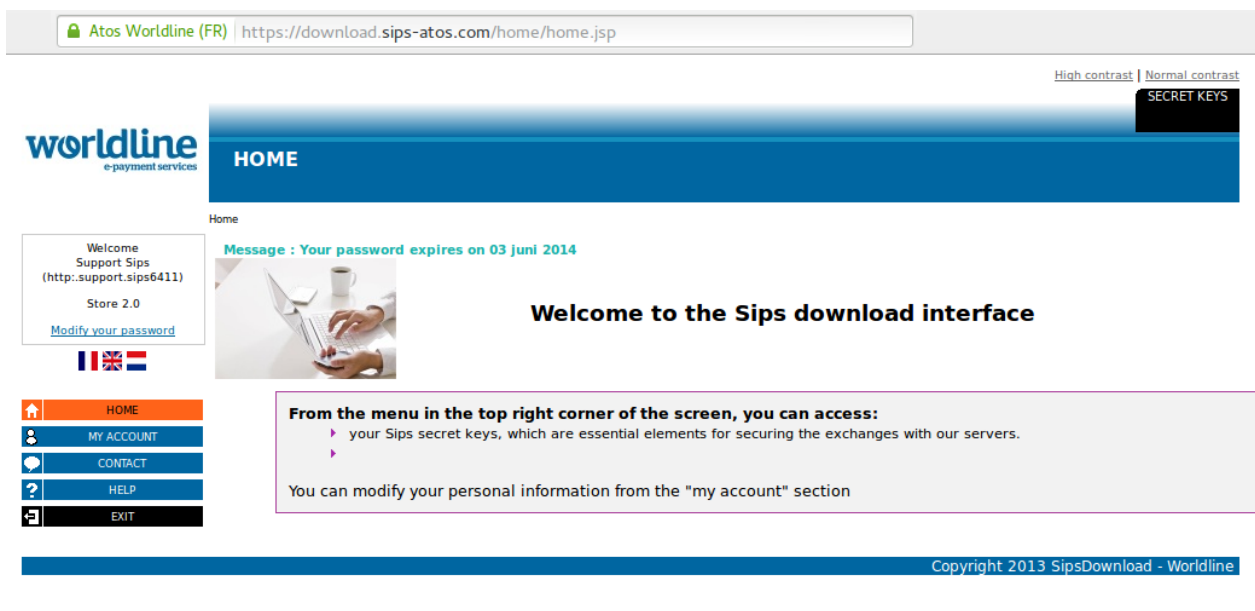 Atos Worldline (FR) https://download.sips-atos.com/home/home.jsp
High contrast | Normal contrast
SECRET KEYS
worldline
e-payment services
HOME
Home
Welcome
Support Sips
(http:.support.sips6411)
Store 2.0
Modify your password
Message : Your password expires on 03 juni 2014
Welcome to the Sips download interface
HOME
MY ACCOUNT
CONTACT
HELP
EXIT
From the menu in the top right corner of the screen, you can access:
your Sips secret keys, which are essential elements for securing the exchanges with our servers.
You can modify your personal information from the "my account" section
Copyright 2013 SipsDownload - Worldline